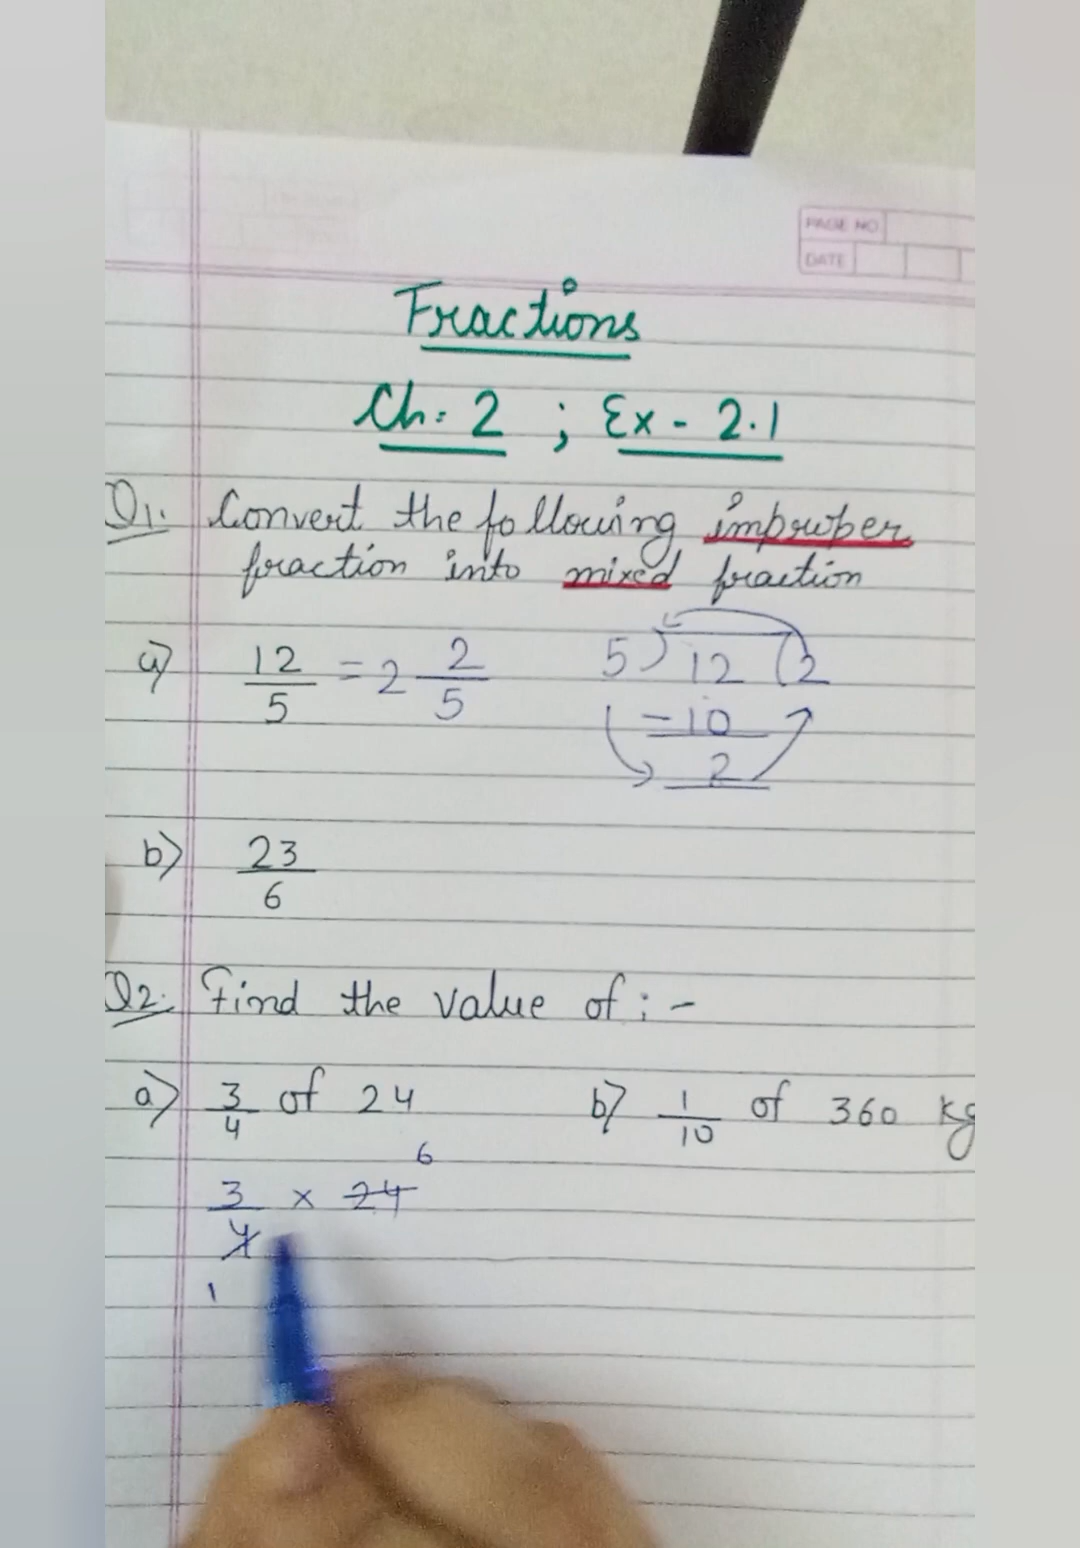 PAGE NO
DATE
Fractions
Ch: 2 ; Ex - 2.1
Q1. Convert the following improper
fraction into mixed fraction
a) 12/5 = 2 2/5 5) 12 (2
-10
2
b) 23/6
Q2. Find the value of : -
a) 3/4 of 24 b) 1/10 of 360 kg
6
3/4 x 24
1